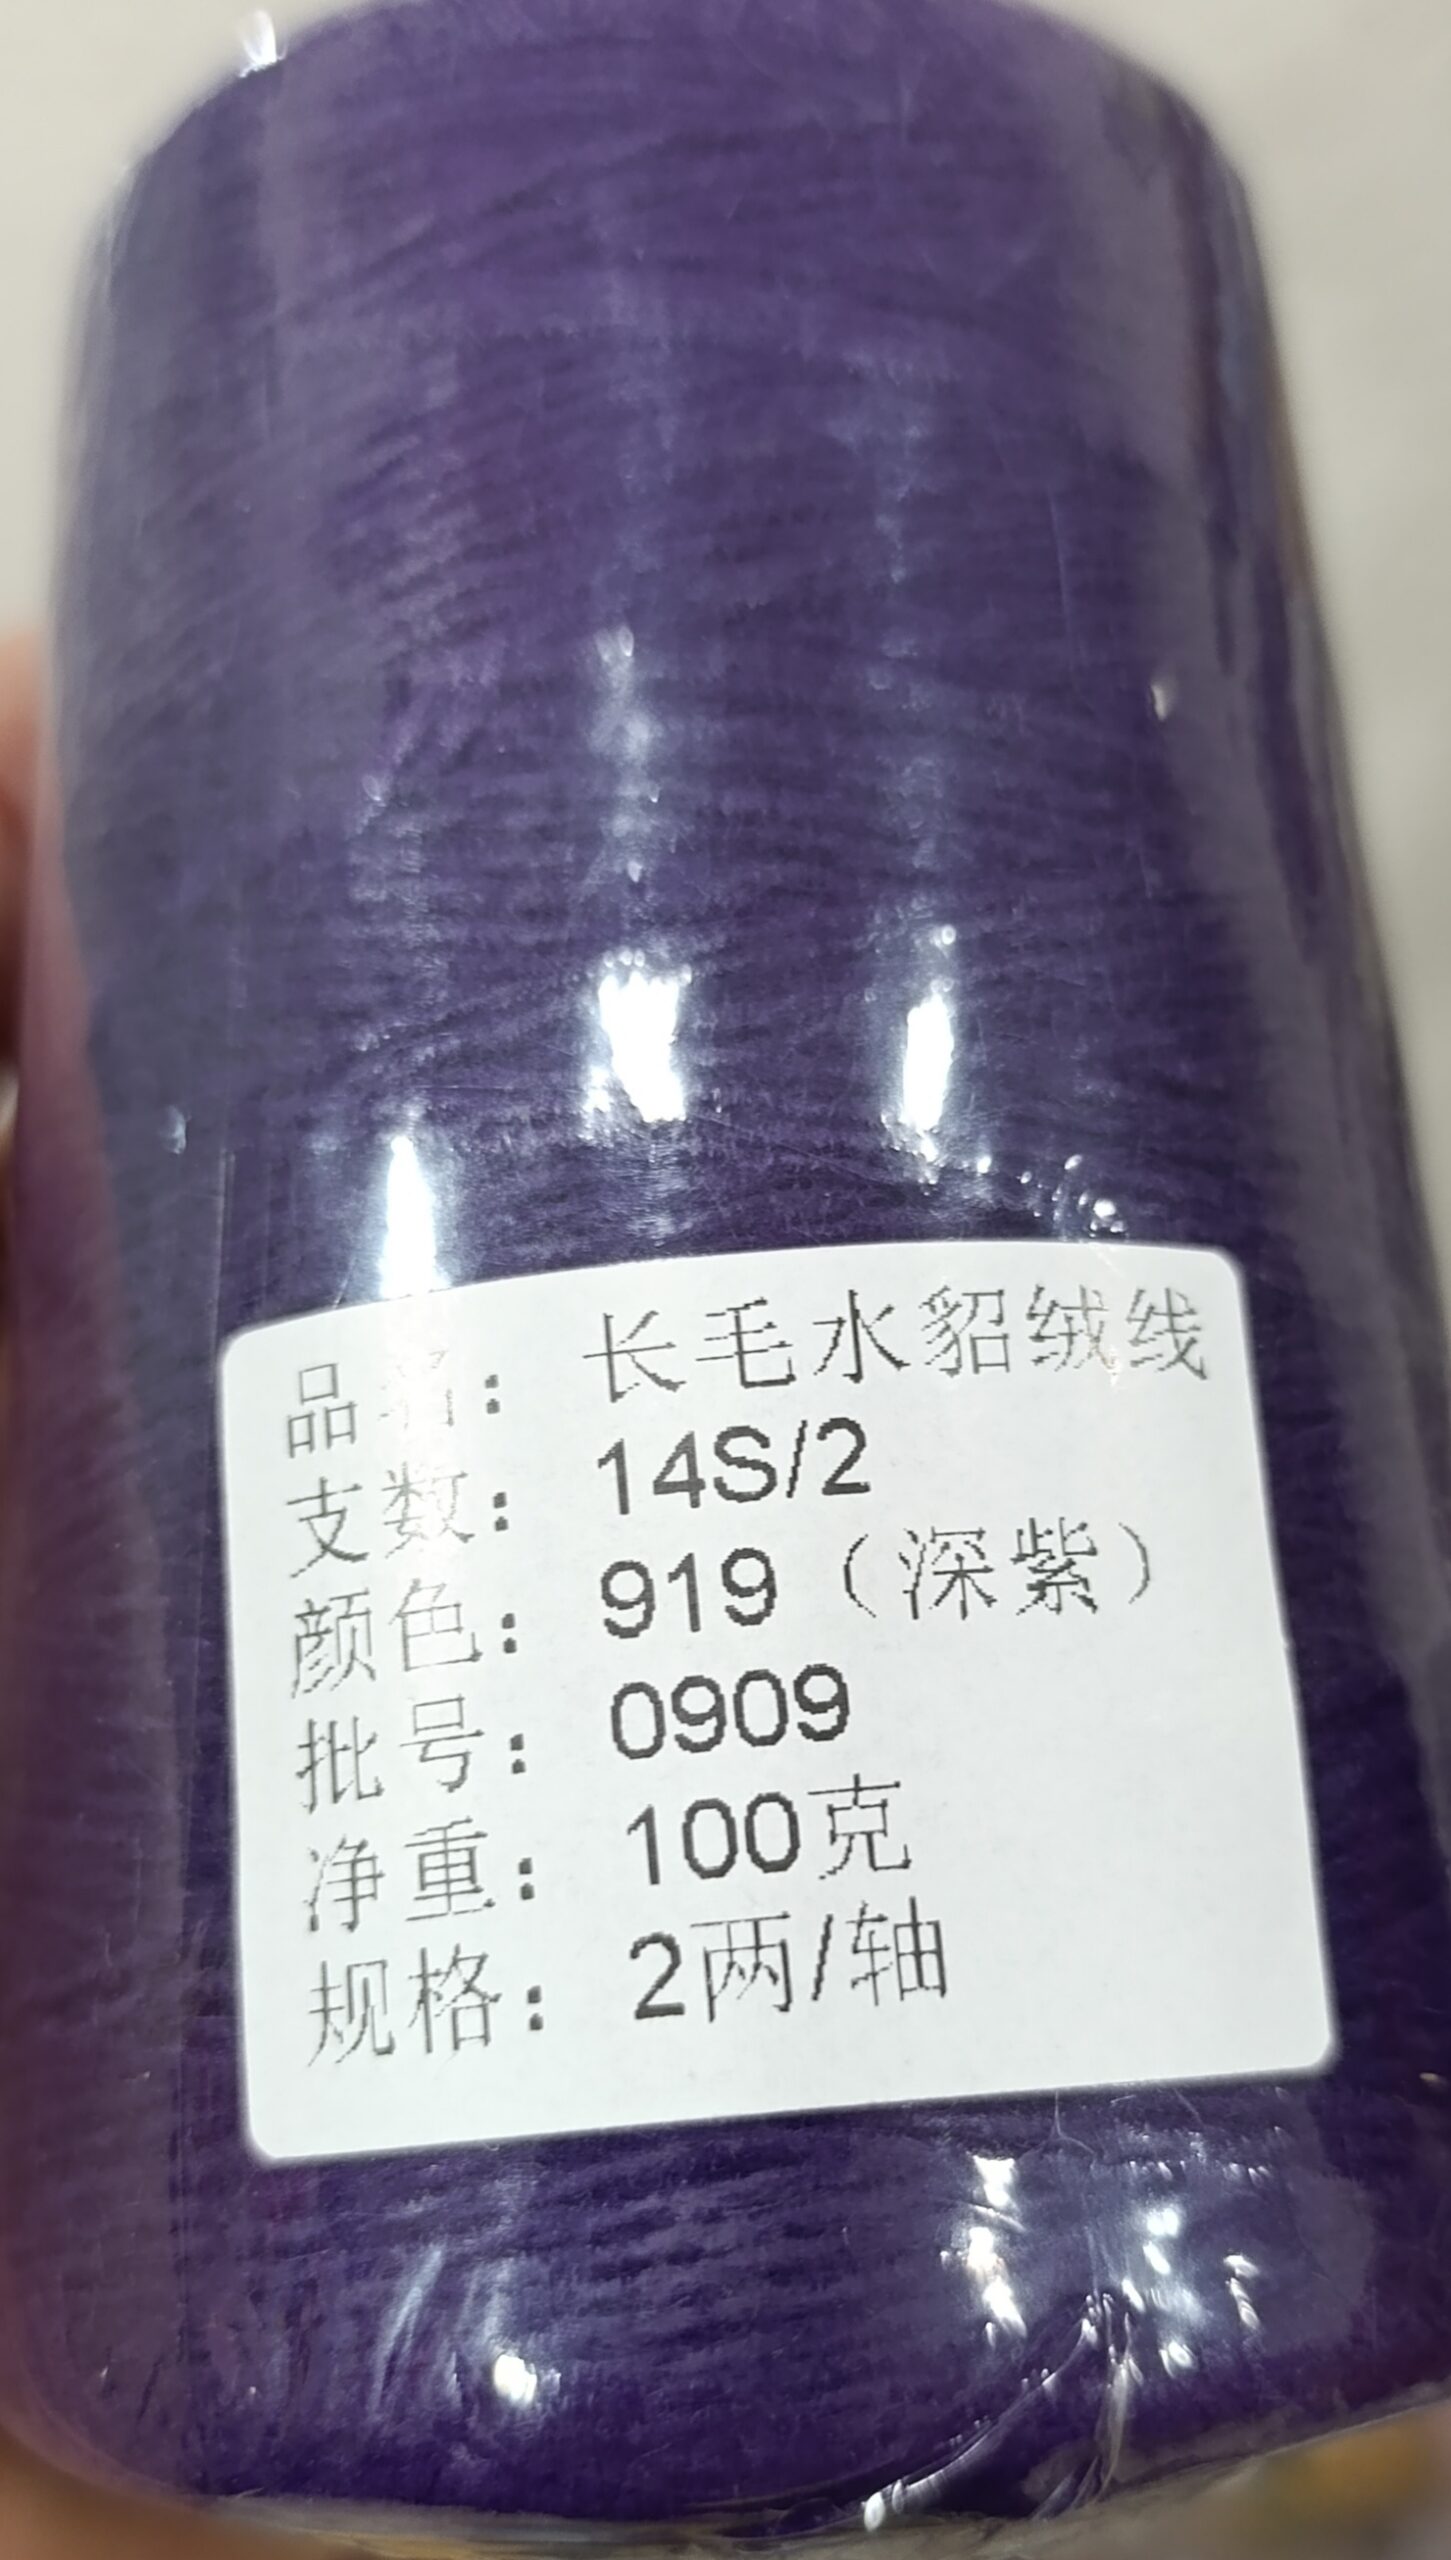 品名：长毛水貂绒线
支数：14S/2
颜色：919（深紫）
批号：0909
净重：100克
规格：2两/轴